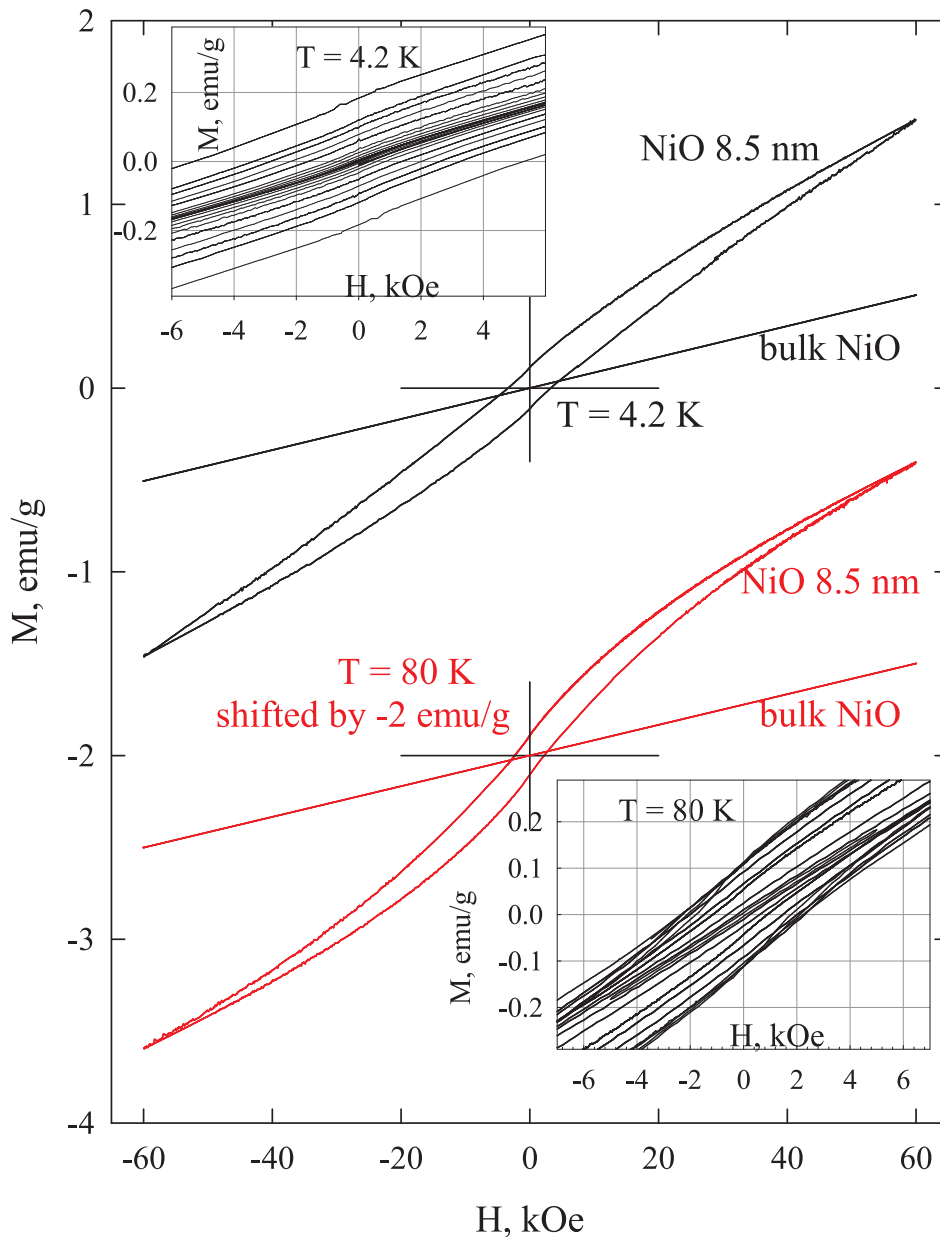 2
1
0
-1
-2
-3
-4
M, emu/g
-60
-40
-20
0
20
40
60
H, kOe
T = 4.2 K
M, emu/g
0.2
0.0
-0.2
H, kOe
-6
-4
-2
0
2
4
NiO 8.5 nm
bulk NiO
T = 4.2 K
NiO 8.5 nm
T = 80 K
shifted by -2 emu/g
bulk NiO
T = 80 K
M, emu/g
0.2
0.1
0.0
-0.1
-0.2
H, kOe
-6
-4
-2
0
2
4
6